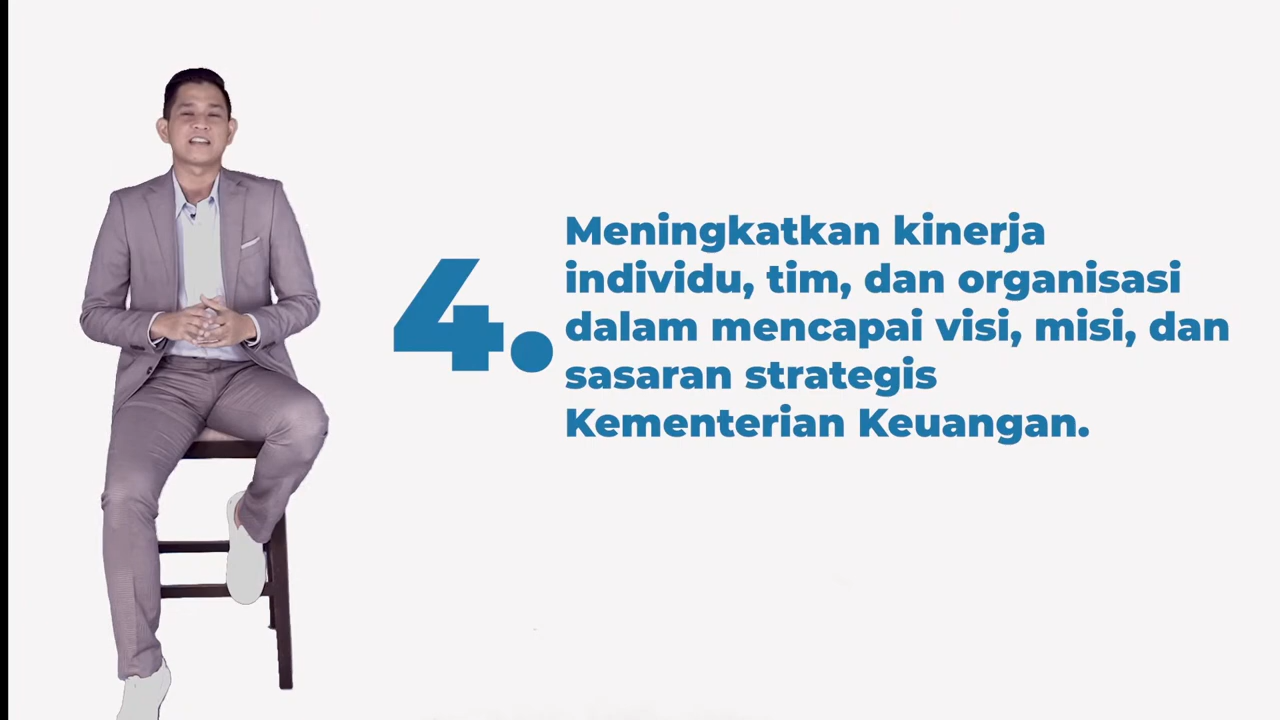 4.
Meningkatkan kinerja
individu, tim, dan organisasi
dalam mencapai visi, misi, dan
sasaran strategis
Kementerian Keuangan.